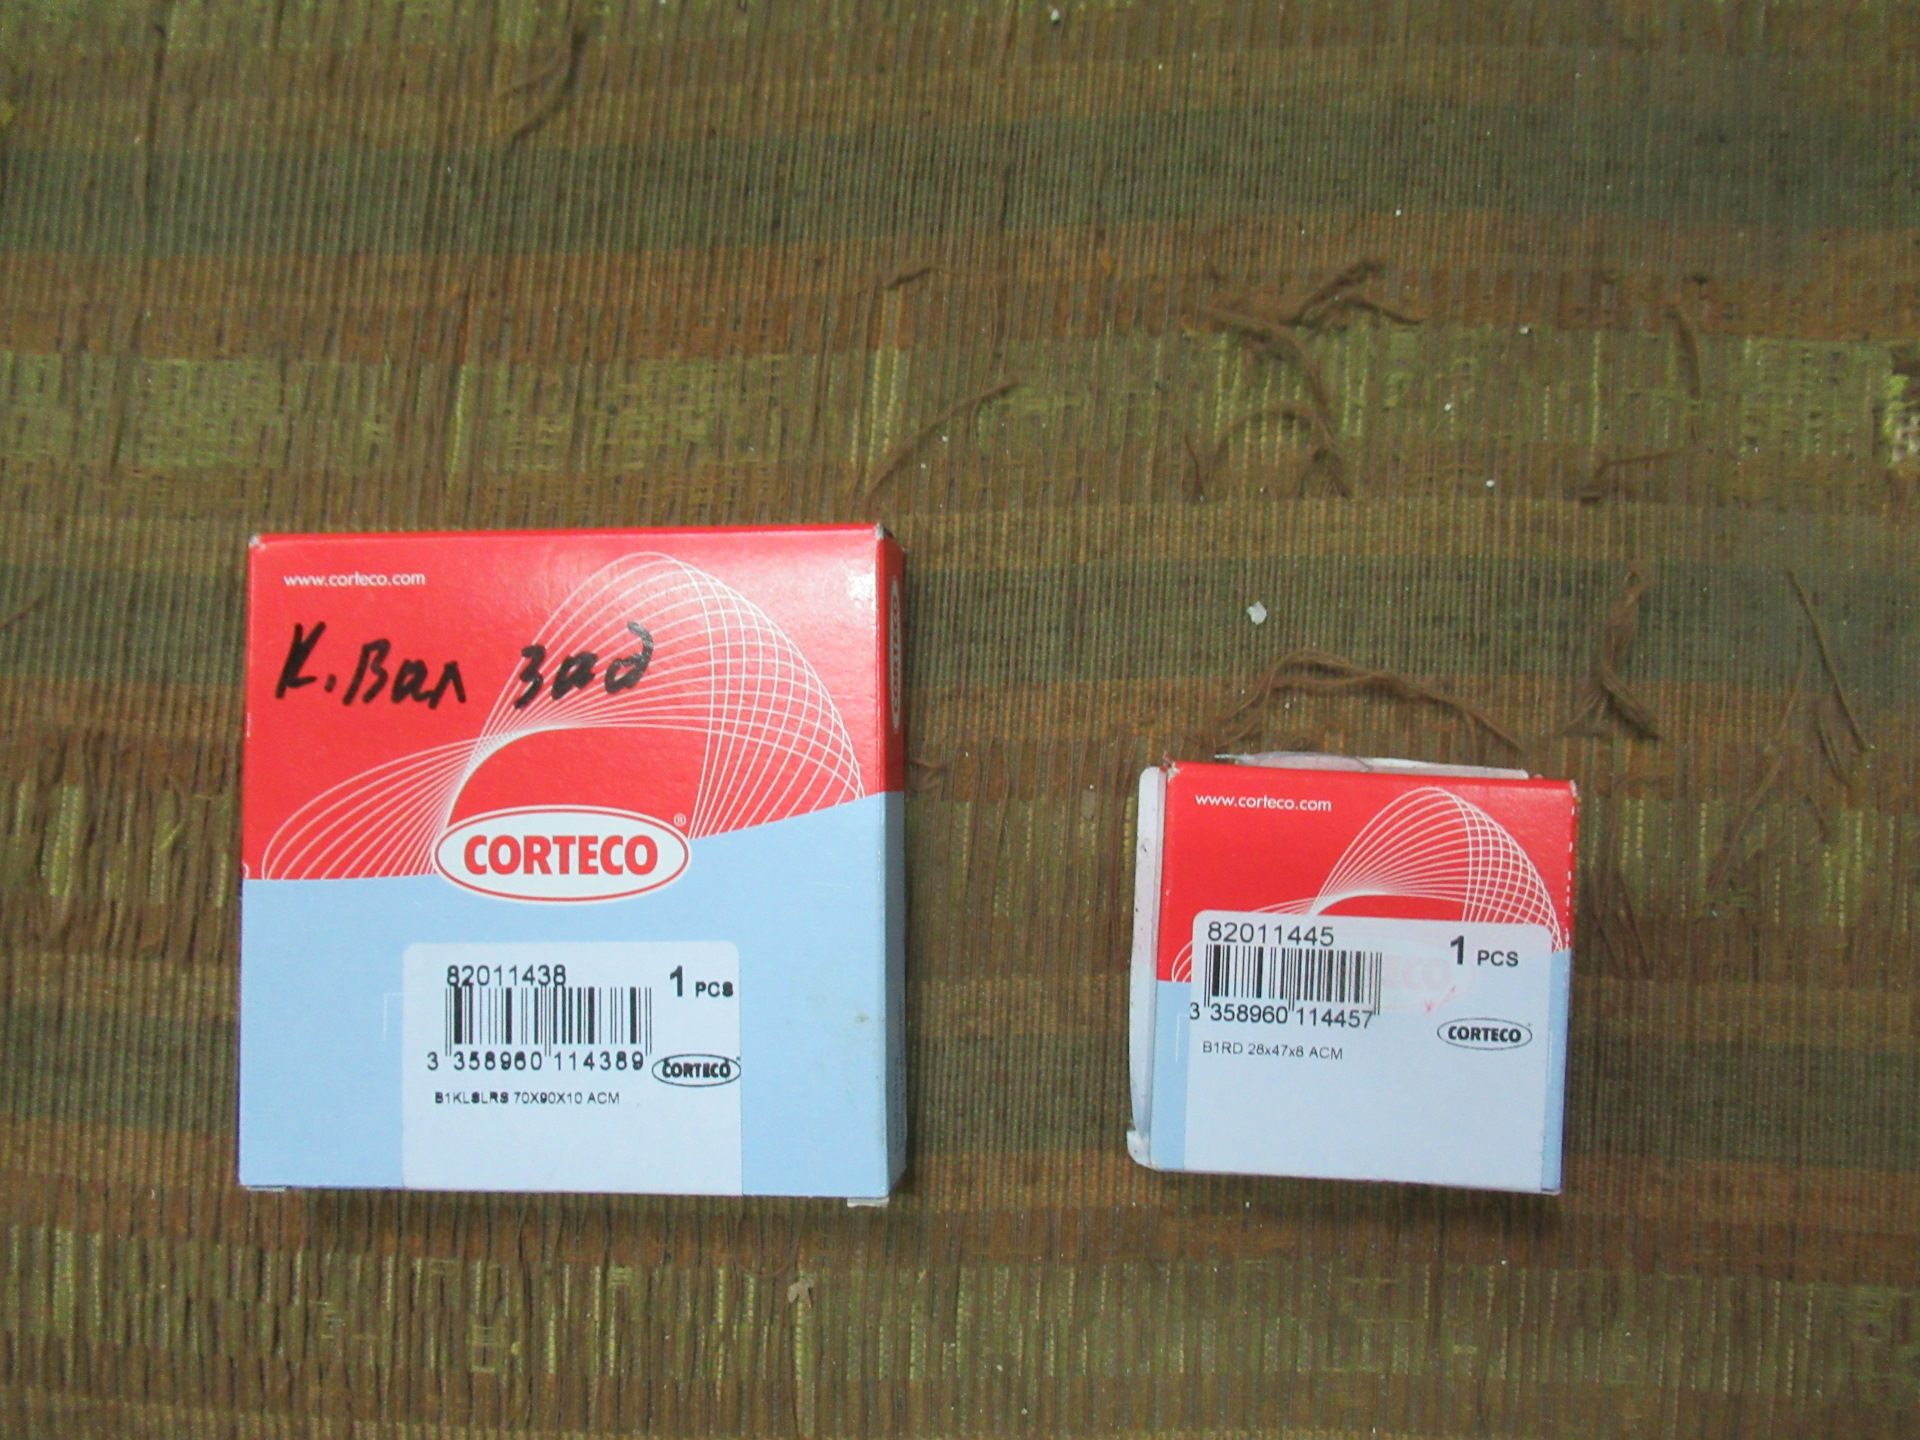 www.corteco.com
К. Вал зад
CORTECO®
82011438
1 PCS
3 358960 114389
CORTECO
B1KLSLRS 70X90X10 ACM
www.corteco.com
82011445
1 PCS
3 358960 114457
CORTECO
B1RD 28x47x8 ACM